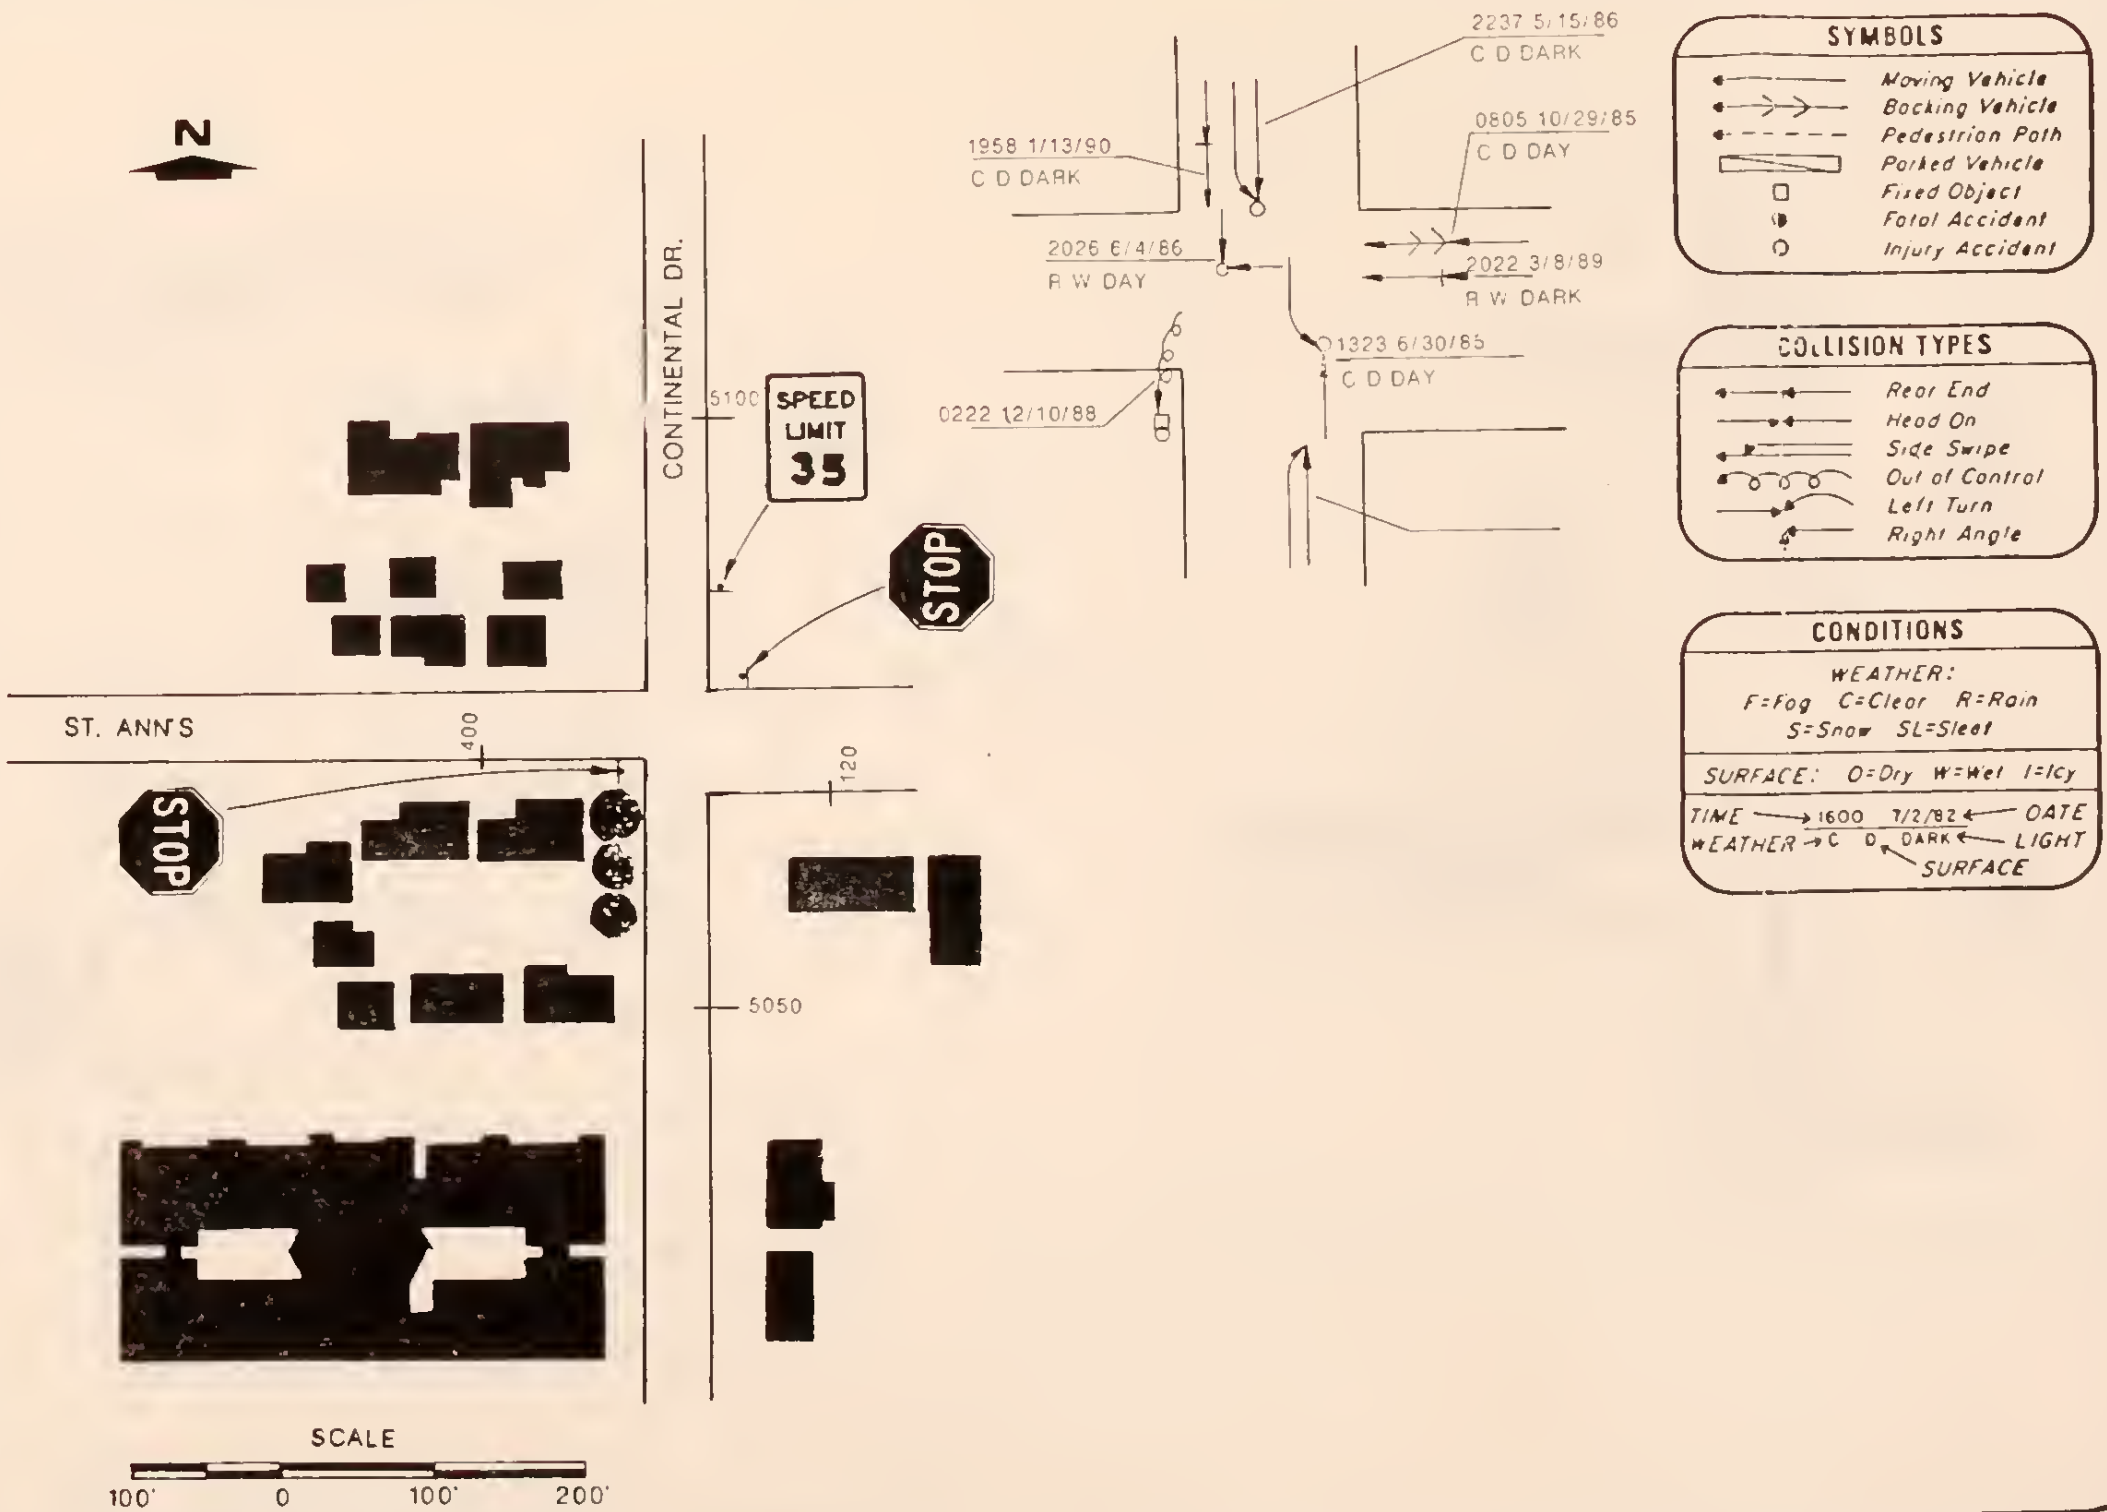 N
CONTINENTAL DR.
5100
SPEED
LIMIT
35
STOP
ST. ANN'S
400
120
STOP
5050
SCALE
100' 0 100' 200'
2237 5/15/86
C D DARK
0805 10/29/85
C D DAY
1958 1/13/90
C D DARK
2026 6/4/86
R W DAY
2022 3/8/89
R W DARK
1323 6/30/85
C D DAY
0222 12/10/88
SYMBOLS
Moving Vehicle
Backing Vehicle
Pedestrian Path
Parked Vehicle
Fixed Object
Fatal Accident
Injury Accident
COLLISION TYPES
Rear End
Head On
Side Swipe
Out of Control
Left Turn
Right Angle
CONDITIONS
WEATHER:
F=Fog C=Clear R=Rain
S=Snow SL=Sleet
SURFACE: D=Dry W=Wet I=Icy
TIME 1600 7/2/82 DATE
WEATHER C D DARK LIGHT
SURFACE